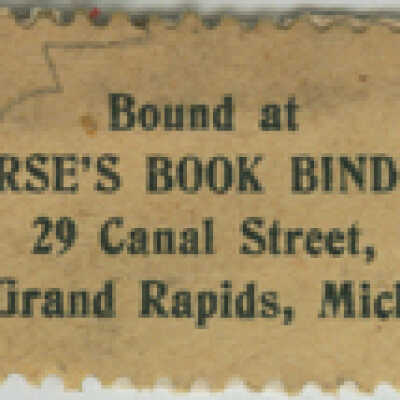 Bound at
RSE'S BOOK BIND
29 Canal Street,
Grand Rapids, Mich